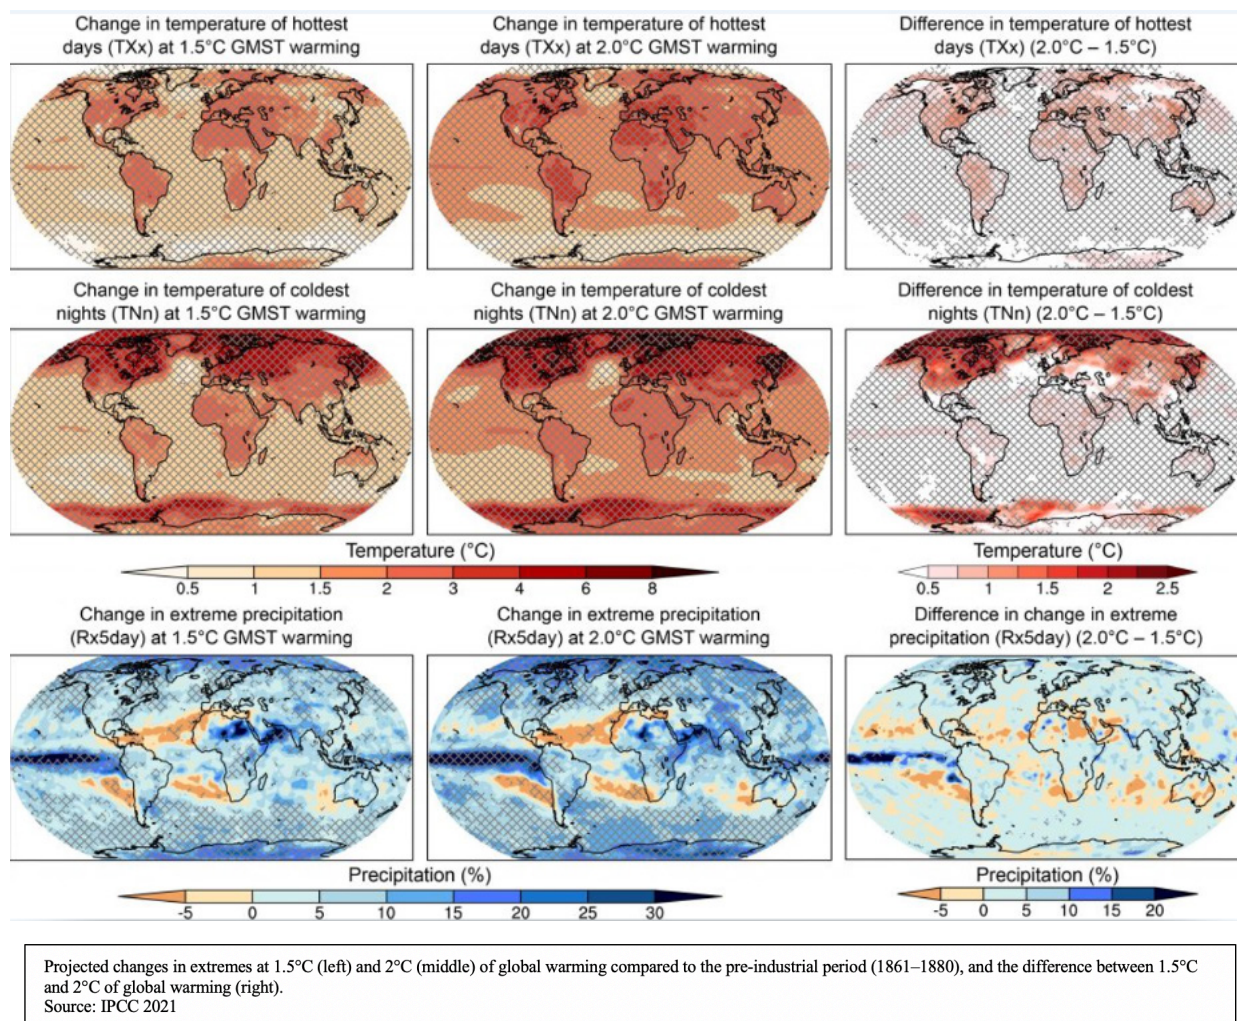 Change in temperature of hottest
days (TXx) at 1.5°C GMST warming
Change in temperature of hottest
days (TXx) at 2.0°C GMST warming
Difference in temperature of hottest
days (TXx) (2.0°C – 1.5°C)
Change in temperature of coldest
nights (TNn) at 1.5°C GMST warming
Change in temperature of coldest
nights (TNn) at 2.0°C GMST warming
Difference in temperature of coldest
nights (TNn) (2.0°C – 1.5°C)
Temperature (°C)
0.5 1 1.5 2 3 4 6 8
Temperature (°C)
0.5 1 1.5 2 2.5
Change in extreme precipitation
(Rx5day) at 1.5°C GMST warming
Change in extreme precipitation
(Rx5day) at 2.0°C GMST warming
Difference in change in extreme
precipitation (Rx5day) (2.0°C – 1.5°C)
Precipitation (%)
-5 0 5 10 15 20 25 30
Precipitation (%)
-5 0 5 10 15 20
Projected changes in extremes at 1.5°C (left) and 2°C (middle) of global warming compared to the pre-industrial period (1861–1880), and the difference between 1.5°C
and 2°C of global warming (right).
Source: IPCC 2021